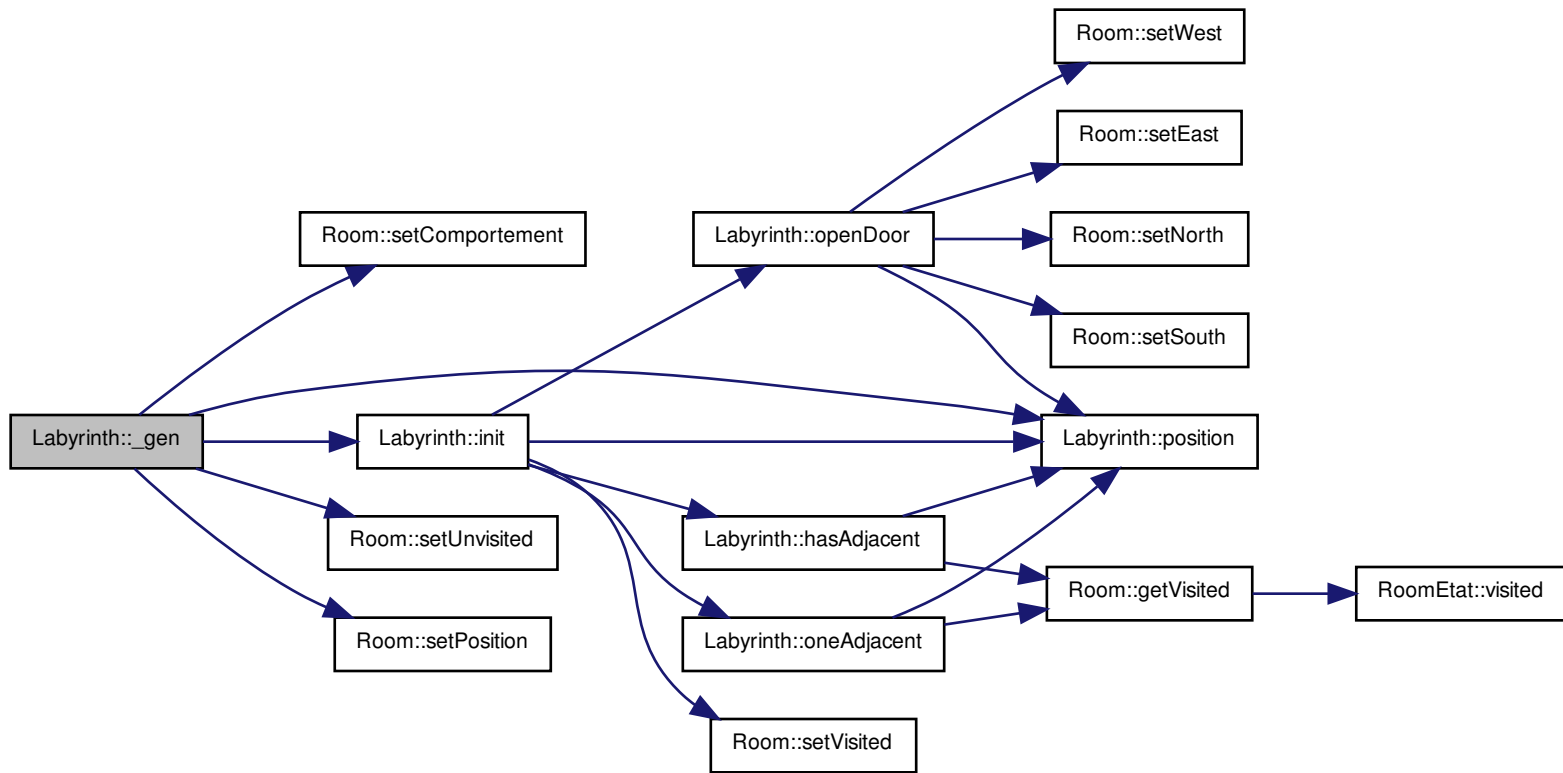 Room::setWest
Room::setEast
Room::setComportement
Labyrinth::openDoor
Room::setNorth
Room::setSouth
Labyrinth::_gen
Labyrinth::init
Labyrinth::position
Room::setUnvisited
Labyrinth::hasAdjacent
Room::getVisited
RoomEtat::visited
Room::setPosition
Labyrinth::oneAdjacent
Room::setVisited